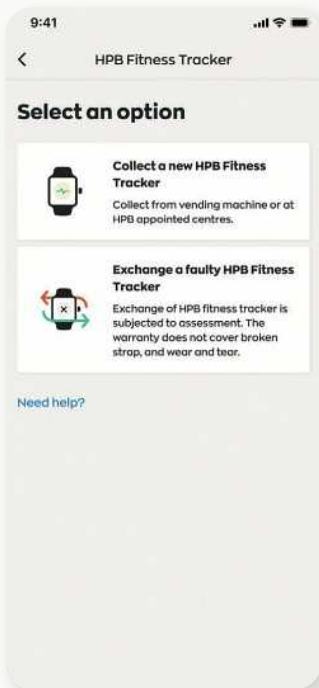 9:41
HPB Fitness Tracker
Select an option
Collect a new HPB Fitness
Tracker
Collect from vending machine or at
HPB appointed centres.
Exchange a faulty HPB Fitness
Tracker
Exchange of HPB fitness tracker is
subjected to assessment. The
warranty does not cover broken
strap, and wear and tear.
Need help?